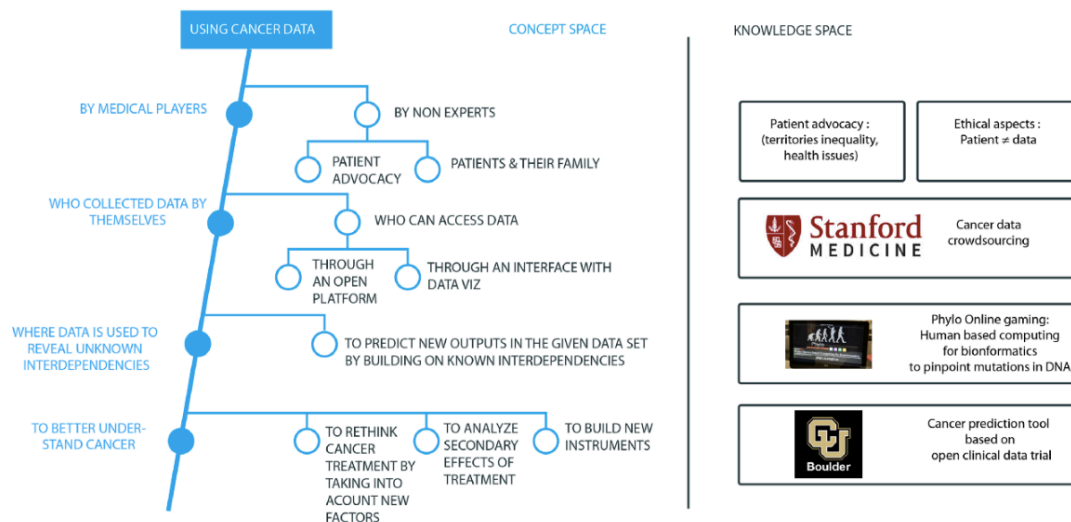 USING CANCER DATA
CONCEPT SPACE
KNOWLEDGE SPACE
BY MEDICAL PLAYERS
BY NON EXPERTS
PATIENT
ADVOCACY
PATIENTS & THEIR FAMILY
WHO COLLECTED DATA BY
THEMSELVES
WHO CAN ACCESS DATA
THROUGH
AN OPEN
PLATFORM
THROUGH AN INTERFACE WITH
DATA VIZ
WHERE DATA IS USED TO
REVEAL UNKNOWN
INTERDEPENDENCIES
TO PREDICT NEW OUTPUTS IN THE GIVEN DATA SET
BY BUILDING ON KNOWN INTERDEPENDENCIES
TO BETTER UNDER-
STAND CANCER
TO RETHINK
CANCER
TREATMENT BY
TAKING INTO
ACOUNT NEW
FACTORS
TO ANALYZE
SECONDARY
EFFECTS OF
TREATMENT
TO BUILD NEW
INSTRUMENTS
Patient advocacy :
(territories inequality,
health issues)
Ethical aspects :
Patient ≠ data
Stanford
MEDICINE
Cancer data
crowdsourcing
Phylo
Phylo Online gaming:
Human based computing
for bionformatics
to pinpoint mutations in DNA
CU
Boulder
Cancer prediction tool
based on
open clinical data trial